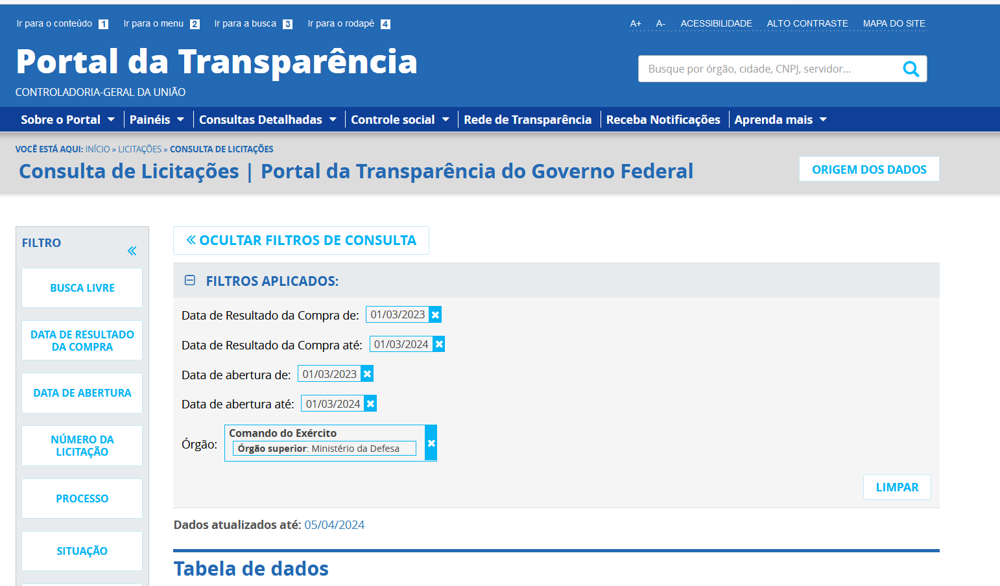 Ir para o conteúdo 1 Ir para o menu 2 Ir para a busca 3 Ir para o rodapé 4
A+ A- ACESSIBILIDADE ALTO CONTRASTE MAPA DO SITE
Portal da Transparência
Busque por órgão, cidade, CNPJ, servidor...
CONTROLADORIA-GERAL DA UNIÃO
Sobre o Portal Painéis Consultas Detalhadas Controle social Rede de Transparência Receba Notificações Aprenda mais
VOCÊ ESTÁ AQUI: INÍCIO » LICITAÇÕES » CONSULTA DE LICITAÇÕES
Consulta de Licitações | Portal da Transparência do Governo Federal
ORIGEM DOS DADOS
FILTRO
BUSCA LIVRE
DATA DE RESULTADO
DA COMPRA
DATA DE ABERTURA
NÚMERO DA
LICITAÇÃO
PROCESSO
SITUAÇÃO
« OCULTAR FILTROS DE CONSULTA
FILTROS APLICADOS:
Data de Resultado da Compra de: 01/03/2023
Data de Resultado da Compra até: 01/03/2024
Data de abertura de: 01/03/2023
Data de abertura até: 01/03/2024
Órgão: Comando do Exército
Órgão superior: Ministério da Defesa
LIMPAR
Dados atualizados até: 05/04/2024
Tabela de dados